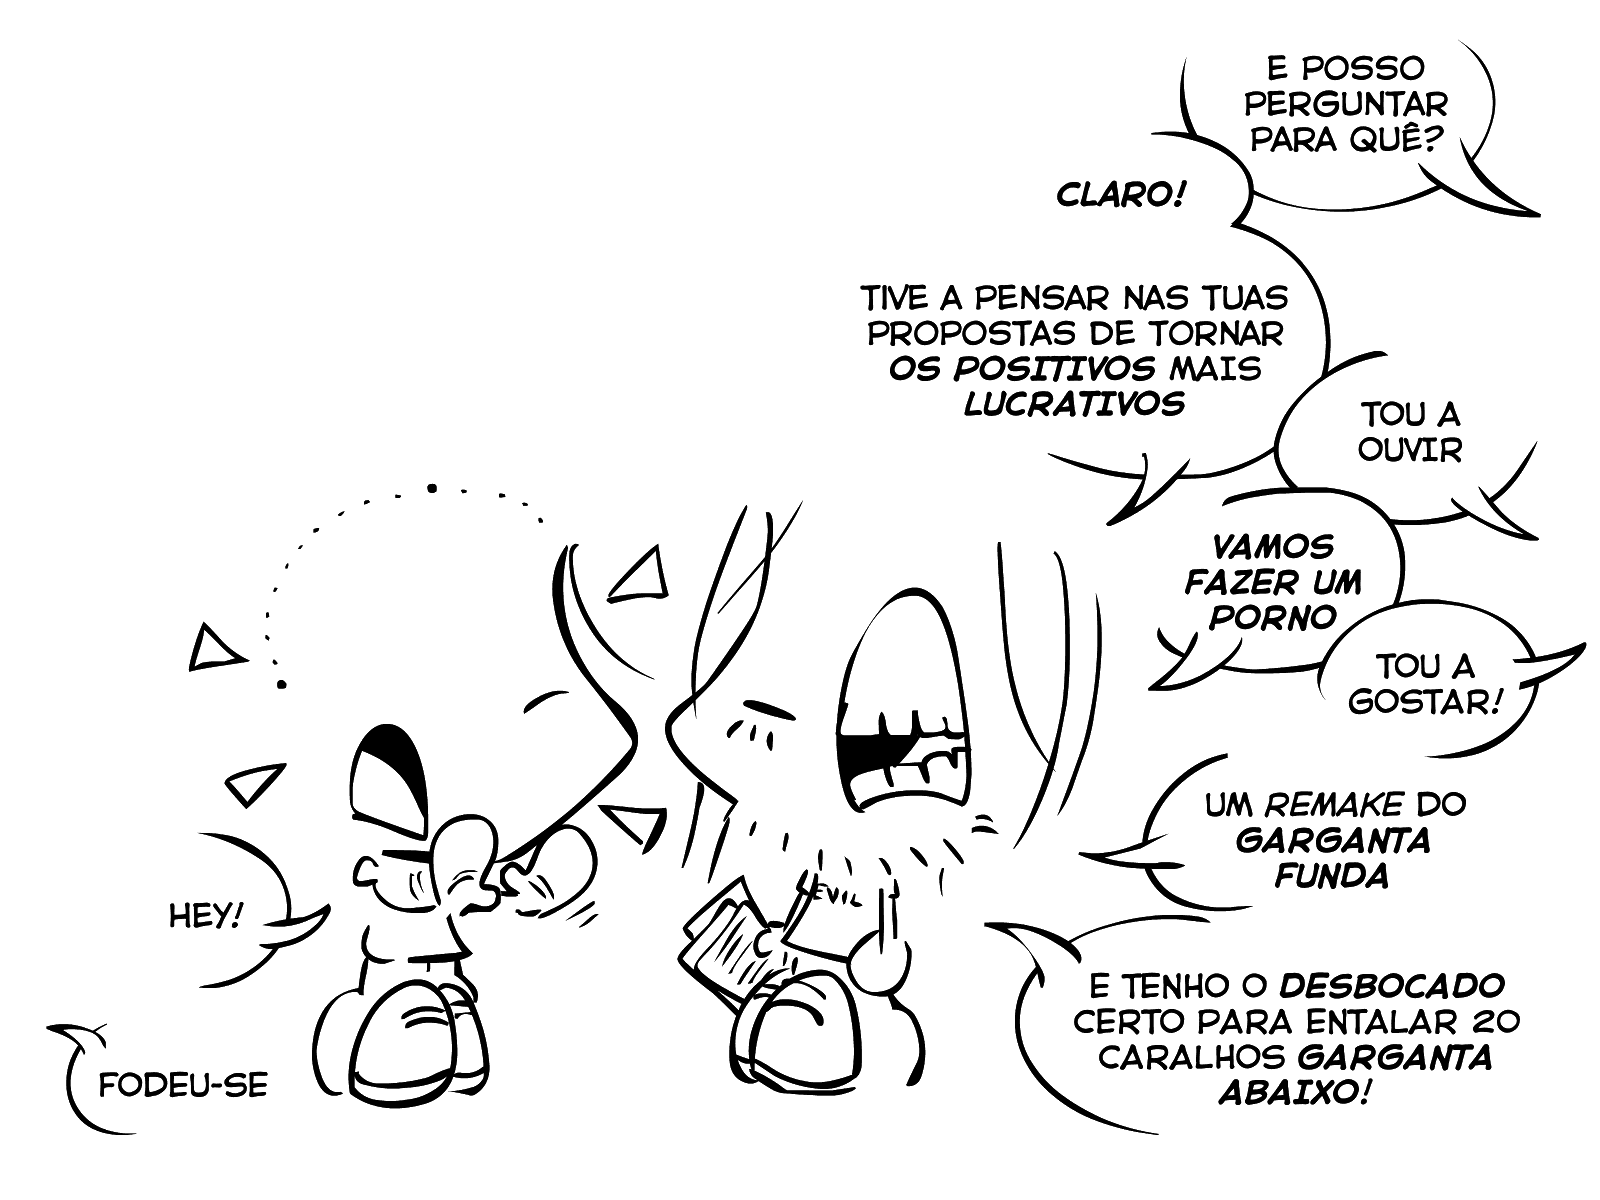 E POSSO
PERGUNTAR
PARA QUÊ?
CLARO!
TIVE A PENSAR NAS TUAS
PROPOSTAS DE TORNAR
OS POSITIVOS MAIS
LUCRATIVOS
TOU A
OUVIR
VAMOS
FAZER UM
PORNO
TOU A
GOSTAR!
UM REMAKE DO
GARGANTA
FUNDA
E TENHO O DESBOCADO
CERTO PARA ENTALAR 20
CARALHOS GARGANTA
ABAIXO!
EVIL
HEY!
FODEU-SE